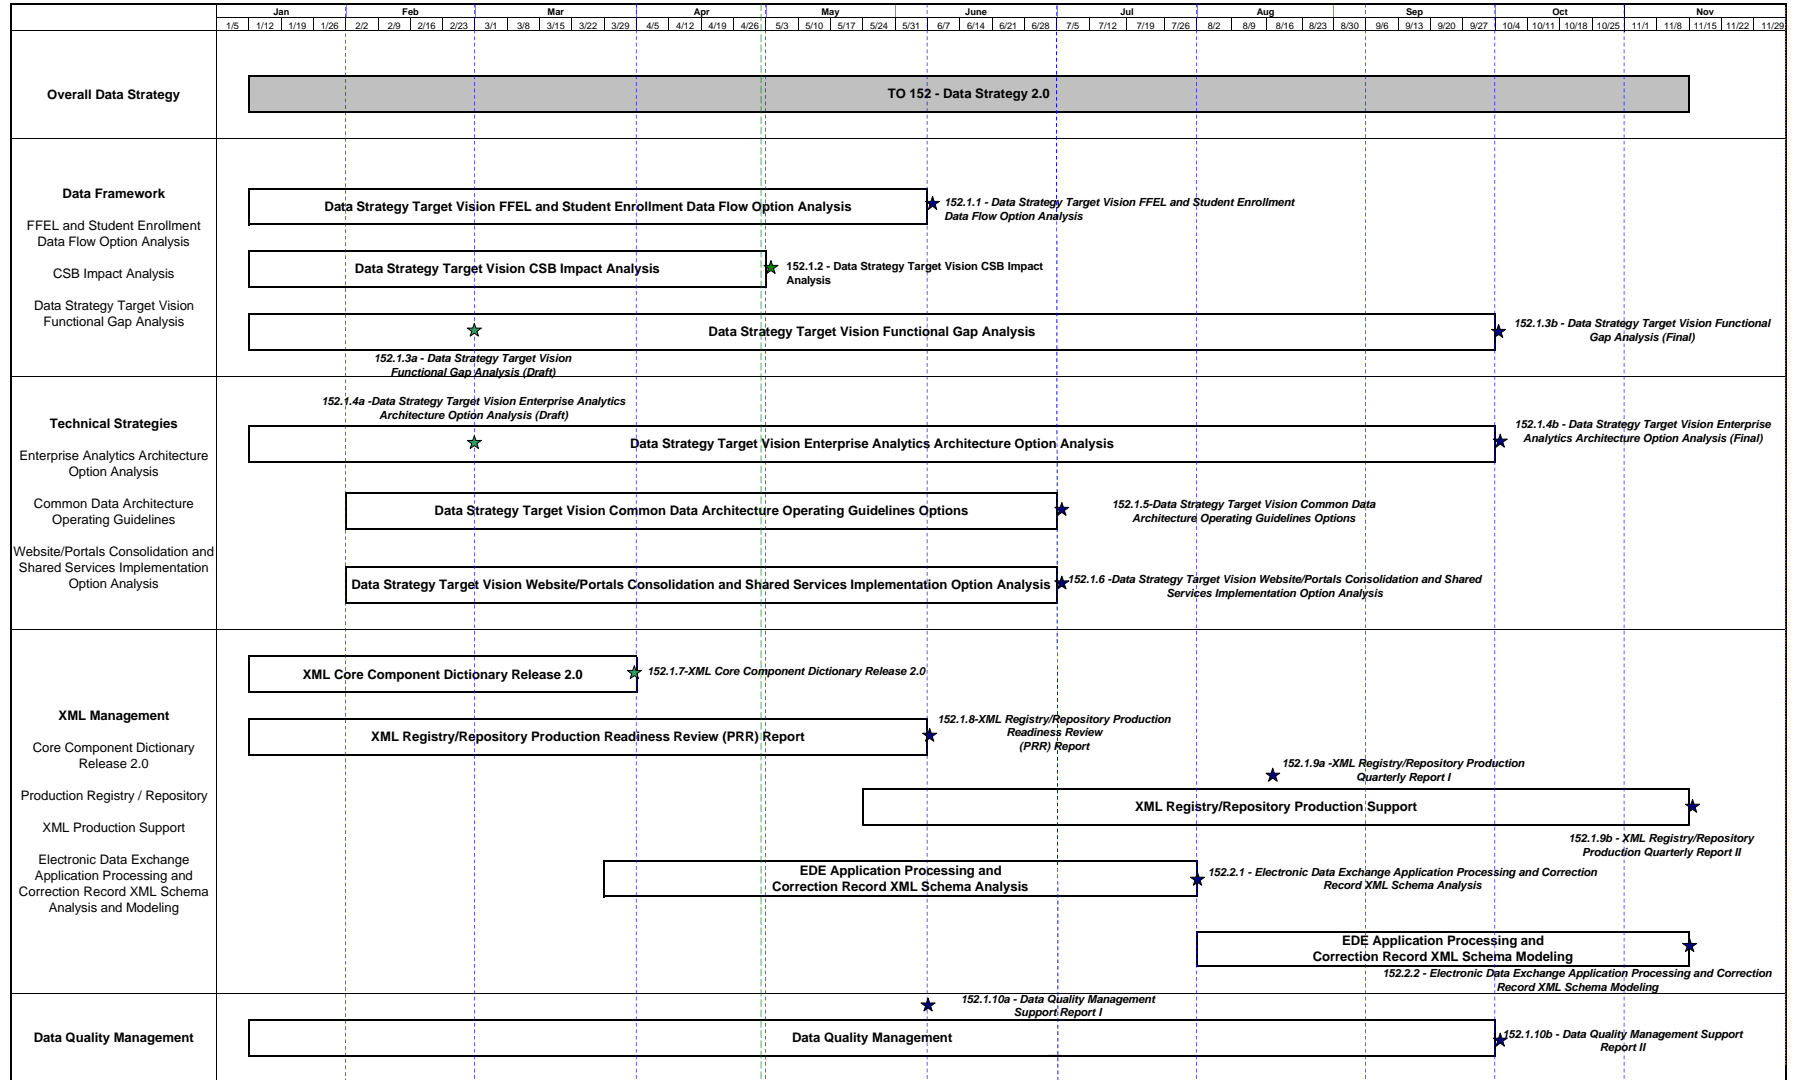 Jan Feb Mar Apr May June Jul Aug Sep Oct Nov
1/5 1/12 1/19 1/26 2/2 2/9 2/16 2/23 3/1 3/8 3/15 3/22 3/29 4/5 4/12 4/19 4/26 5/3 5/10 5/17 5/24 5/31 6/7 6/14 6/21 6/28 7/5 7/12 7/19 7/26 8/2 8/9 8/16 8/23 8/30 9/6 9/13 9/20 9/27 10/4 10/11 10/18 10/25 11/1 11/8 11/15 11/22 11/29
Overall Data Strategy
TO 152 - Data Strategy 2.0
Data Framework
FFEL and Student Enrollment
Data Flow Option Analysis
CSB Impact Analysis
Data Strategy Target Vision
Functional Gap Analysis
Data Strategy Target Vision FFEL and Student Enrollment Data Flow Option Analysis
152.1.1 - Data Strategy Target Vision FFEL and Student Enrollment
Data Flow Option Analysis
Data Strategy Target Vision CSB Impact Analysis
152.1.2 - Data Strategy Target Vision CSB Impact
Analysis
Data Strategy Target Vision Functional Gap Analysis
152.1.3b - Data Strategy Target Vision Functional
Gap Analysis (Final)
152.1.3a - Data Strategy Target Vision
Functional Gap Analysis (Draft)
Technical Strategies
Enterprise Analytics Architecture
Option Analysis
Common Data Architecture
Operating Guidelines
Website/Portals Consolidation and
Shared Services Implementation
Option Analysis
152.1.4a -Data Strategy Target Vision Enterprise Analytics
Architecture Option Analysis (Draft)
Data Strategy Target Vision Enterprise Analytics Architecture Option Analysis
152.1.4b - Data Strategy Target Vision Enterprise
Analytics Architecture Option Analysis (Final)
Data Strategy Target Vision Common Data Architecture Operating Guidelines Options
152.1.5-Data Strategy Target Vision Common Data
Architecture Operating Guidelines Options
Data Strategy Target Vision Website/Portals Consolidation and Shared Services Implementation Option Analysis
152.1.6 -Data Strategy Target Vision Website/Portals Consolidation and Shared
Services Implementation Option Analysis
XML Management
Core Component Dictionary
Release 2.0
Production Registry / Repository
XML Production Support
Electronic Data Exchange
Application Processing and
Correction Record XML Schema
Analysis and Modeling
XML Core Component Dictionary Release 2.0
152.1.7-XML Core Component Dictionary Release 2.0
XML Registry/Repository Production Readiness Review (PRR) Report
152.1.8-XML Registry/Repository Production
Readiness Review
(PRR) Report
152.1.9a -XML Registry/Repository Production
Quarterly Report I
XML Registry/Repository Production Support
152.1.9b - XML Registry/Repository
Production Quarterly Report II
EDE Application Processing and
Correction Record XML Schema Analysis
152.2.1 - Electronic Data Exchange Application Processing and Correction
Record XML Schema Analysis
EDE Application Processing and
Correction Record XML Schema Modeling
152.2.2 - Electronic Data Exchange Application Processing and Correction
Record XML Schema Modeling
Data Quality Management
152.1.10a - Data Quality Management
Support Report I
Data Quality Management
152.1.10b - Data Quality Management Support
Report II